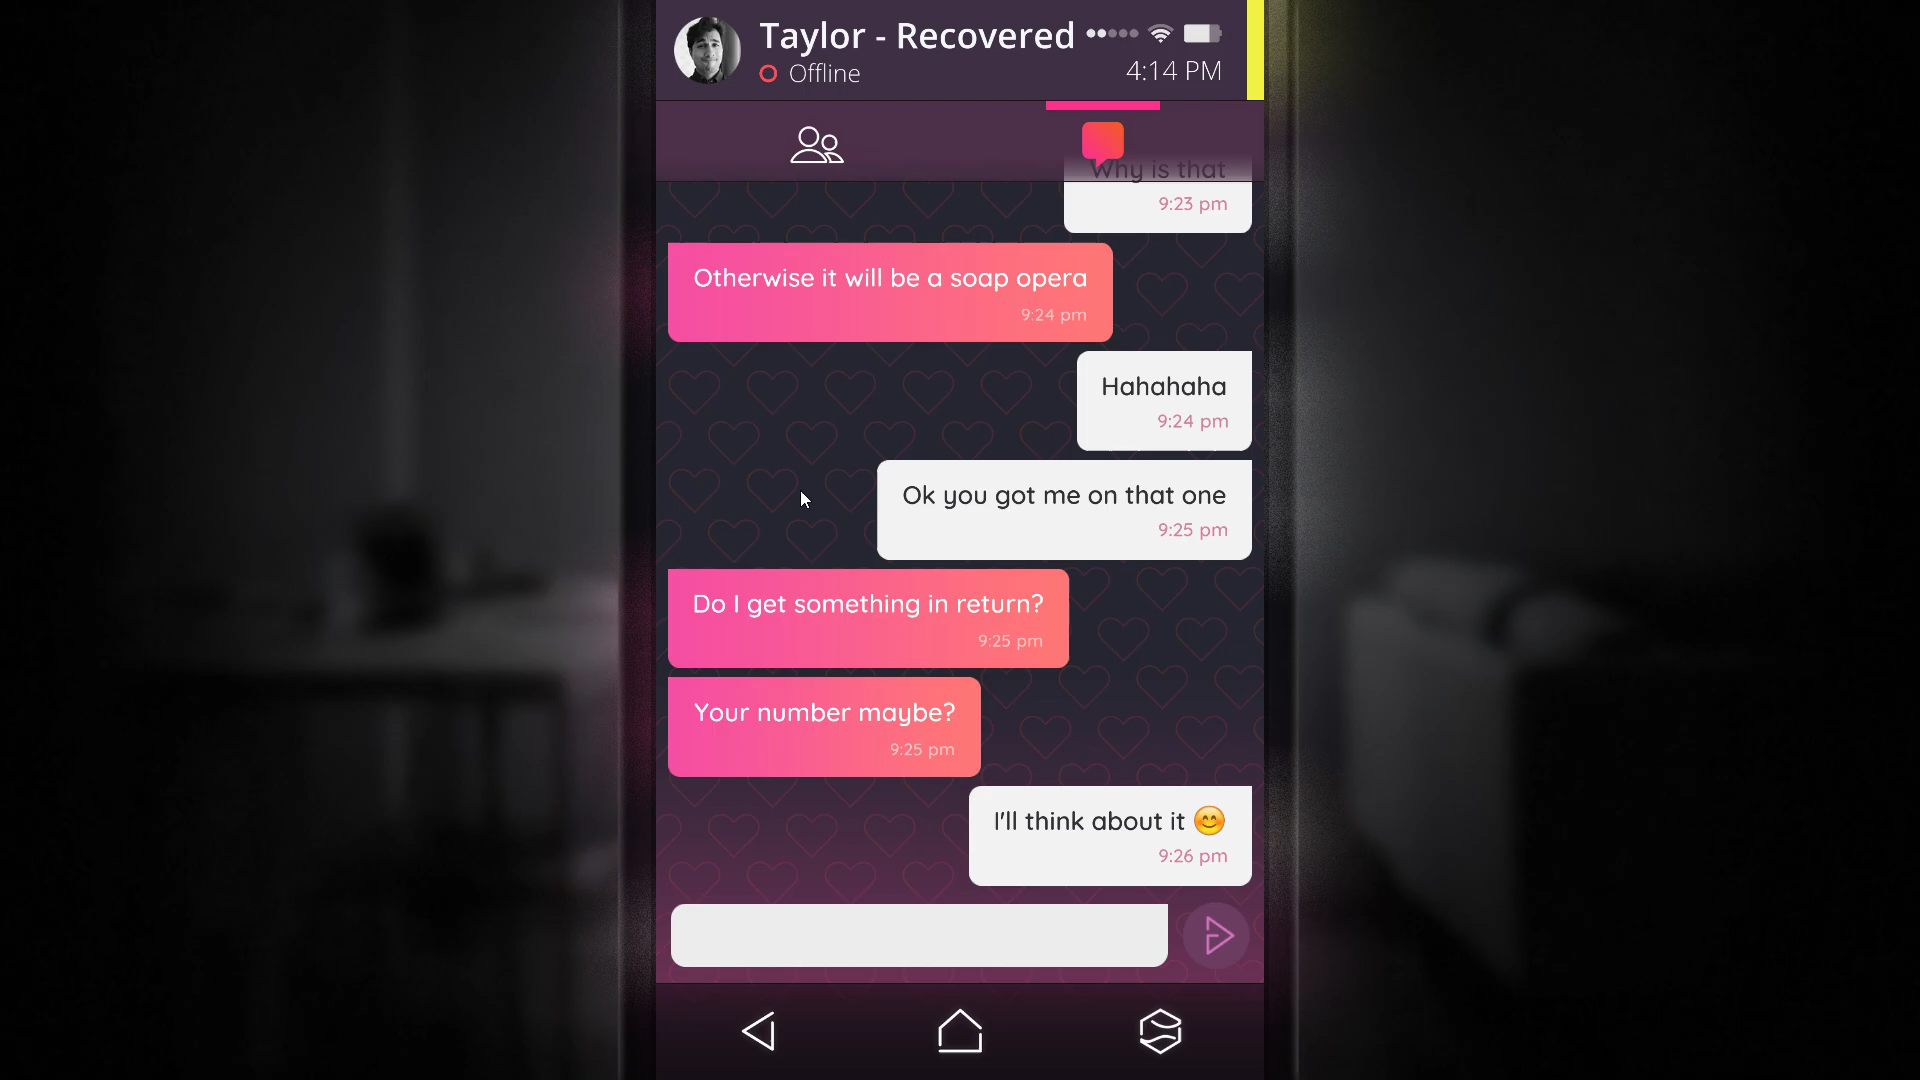 Taylor - Recovered
Offline
4:14 PM
Why is that
9:23 pm
Otherwise it will be a soap opera
9:24 pm
Hahahaha
9:24 pm
Ok you got me on that one
9:25 pm
Do I get something in return?
9:25 pm
Your number maybe?
9:25 pm
I'll think about it 😊
9:26 pm